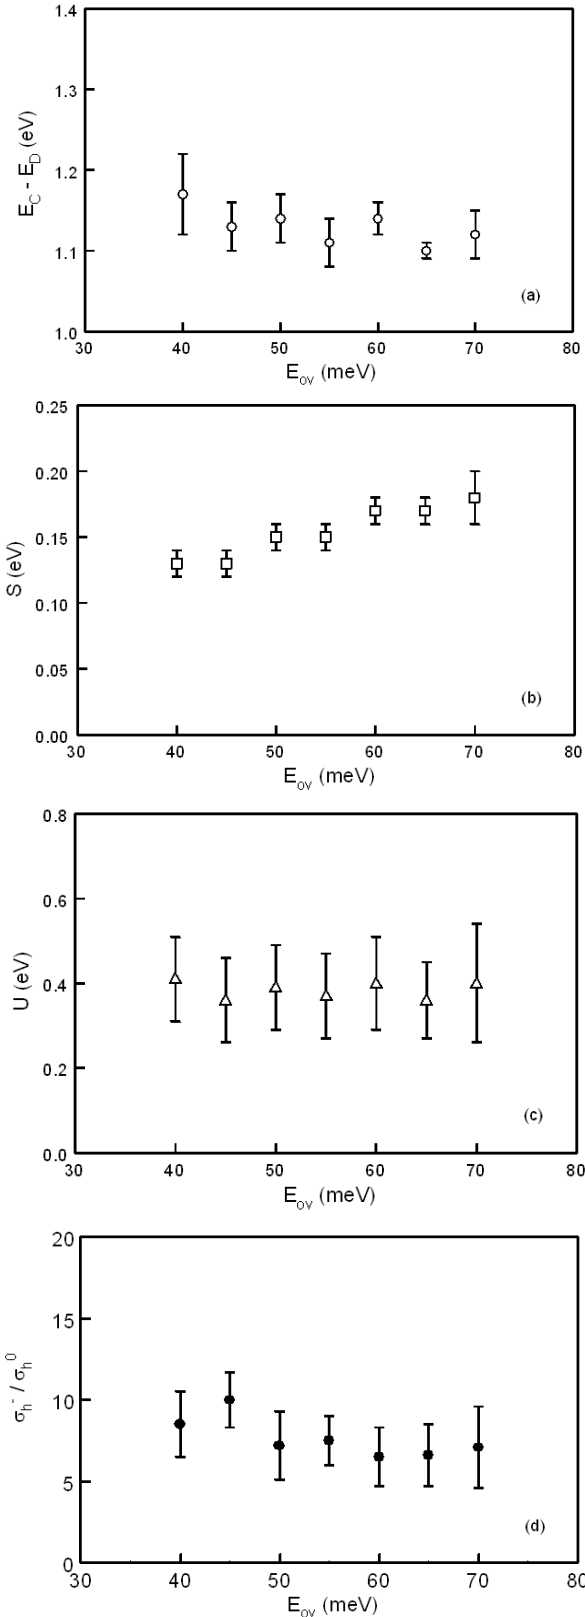 1.4
1.3
1.2
1.1
1.0
E_C - E_D (eV)
(a)
30 40 50 60 70 80
E_ov (meV)
0.25
0.20
0.15
0.10
0.05
0.00
S (eV)
(b)
30 40 50 60 70 80
E_ov (meV)
0.8
0.6
0.4
0.2
0.0
U (eV)
(c)
30 40 50 60 70 80
E_ov (meV)
20
15
10
5
0
σ_h^- / σ_h^0
(d)
30 40 50 60 70 80
E_ov (meV)